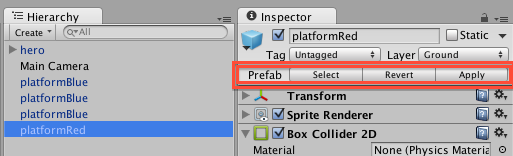 Hierarchy
Create
All
hero
Main Camera
platformBlue
platformBlue
platformBlue
platformRed
Inspector
platformRed
Static
Tag Untagged Layer Ground
Prefab Select Revert Apply
Transform
Sprite Renderer
Box Collider 2D
Material None (Physics Materia